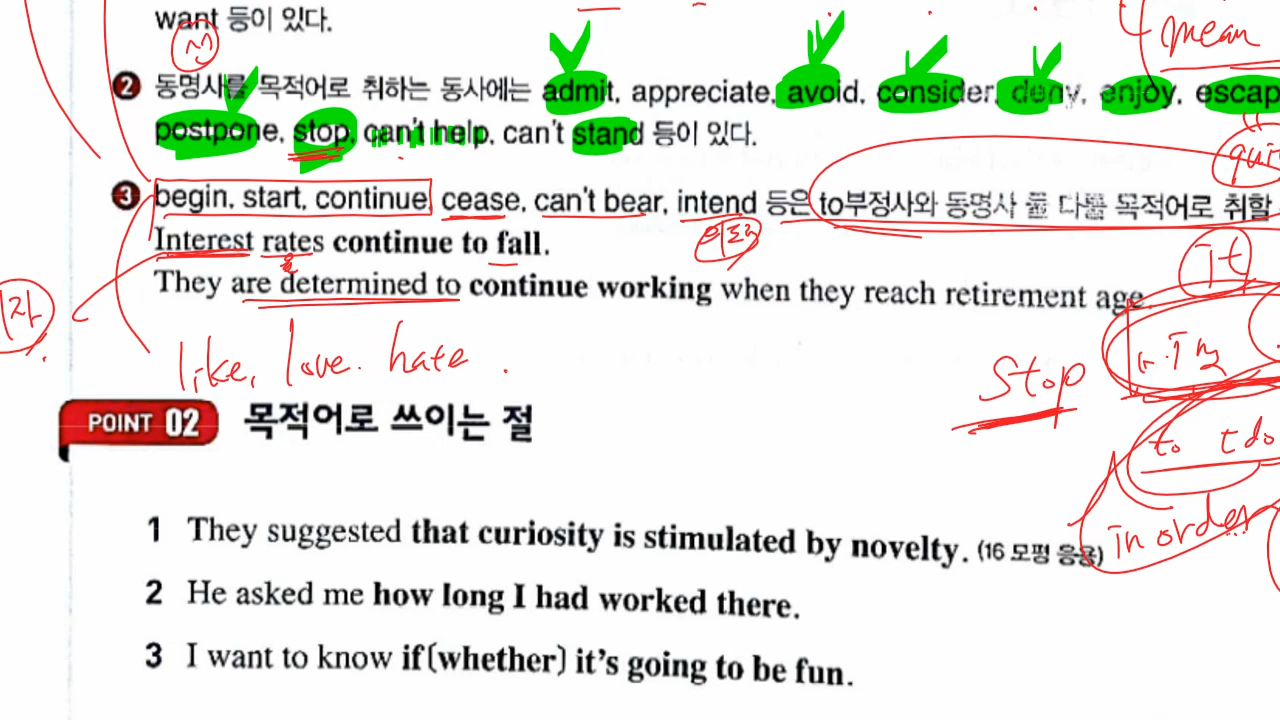 want 등이 있다.
mean
❷ 동명사를 목적어로 취하는 동사에는 admit, appreciate, avoid, consider, deny, enjoy, escap
postpone, stop, can't help, can't stand 등이 있다.
❸ begin, start, continue, cease, can't bear, intend 등은 to부정사와 동명사 를 다를 목적어로 취할
Interest rates continue to fall.
의도
It
They are determined to continue working when they reach retirement age.
like, love. hate.
Stop
POINT 02 목적어로 쓰이는 절
in order
1 They suggested that curiosity is stimulated by novelty. (16 모평 응용)
2 He asked me how long I had worked there.
3 I want to know if(whether) it's going to be fun.